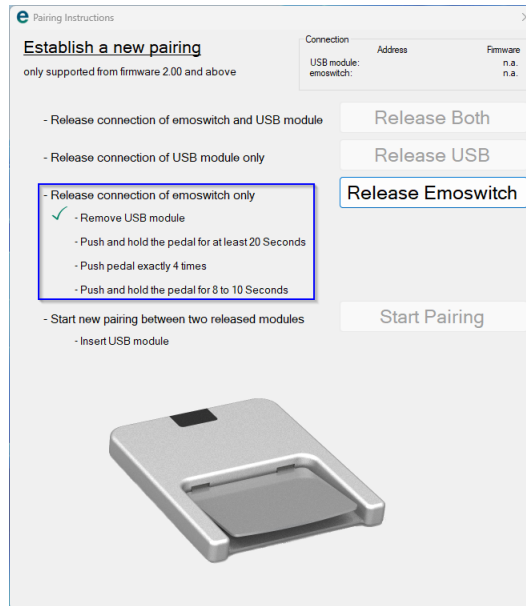 Pairing Instructions
Establish a new pairing
only supported from firmware 2.00 and above
Connection
Address Firmware
USB module: n.a.
emoswitch: n.a.
- Release connection of emoswitch and USB module Release Both
- Release connection of USB module only Release USB
- Release connection of emoswitch only Release Emoswitch
- Remove USB module
- Push and hold the pedal for at least 20 Seconds
- Push pedal exactly 4 times
- Push and hold the pedal for 8 to 10 Seconds
- Start new pairing between two released modules Start Pairing
- Insert USB module